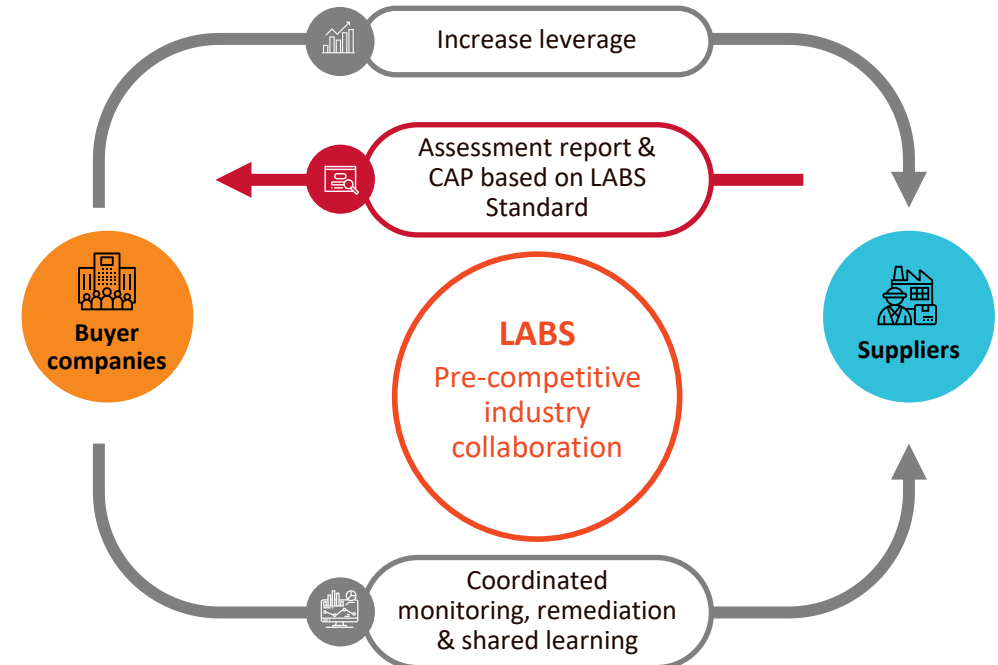 Increase leverage
Assessment report &
CAP based on LABS
Standard
Buyer
companies
LABS
Pre-competitive
industry
collaboration
Suppliers
Coordinated
monitoring, remediation
& shared learning